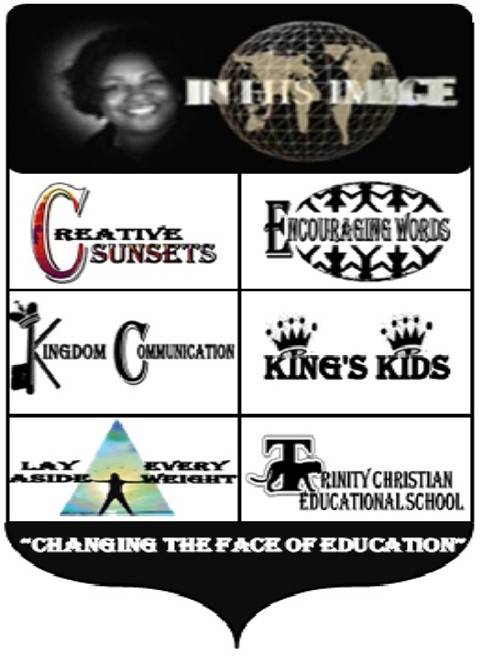 IN HIS IMAGE
CREATIVE
SUNSETS
ENCOURAGING WORDS
KINGDOM COMMUNICATION
KING'S KIDS
LAY EVERY
ASIDE WEIGHT
TRINITY CHRISTIAN
EDUCATIONAL SCHOOL
"CHANGING THE FACE OF EDUCATION"